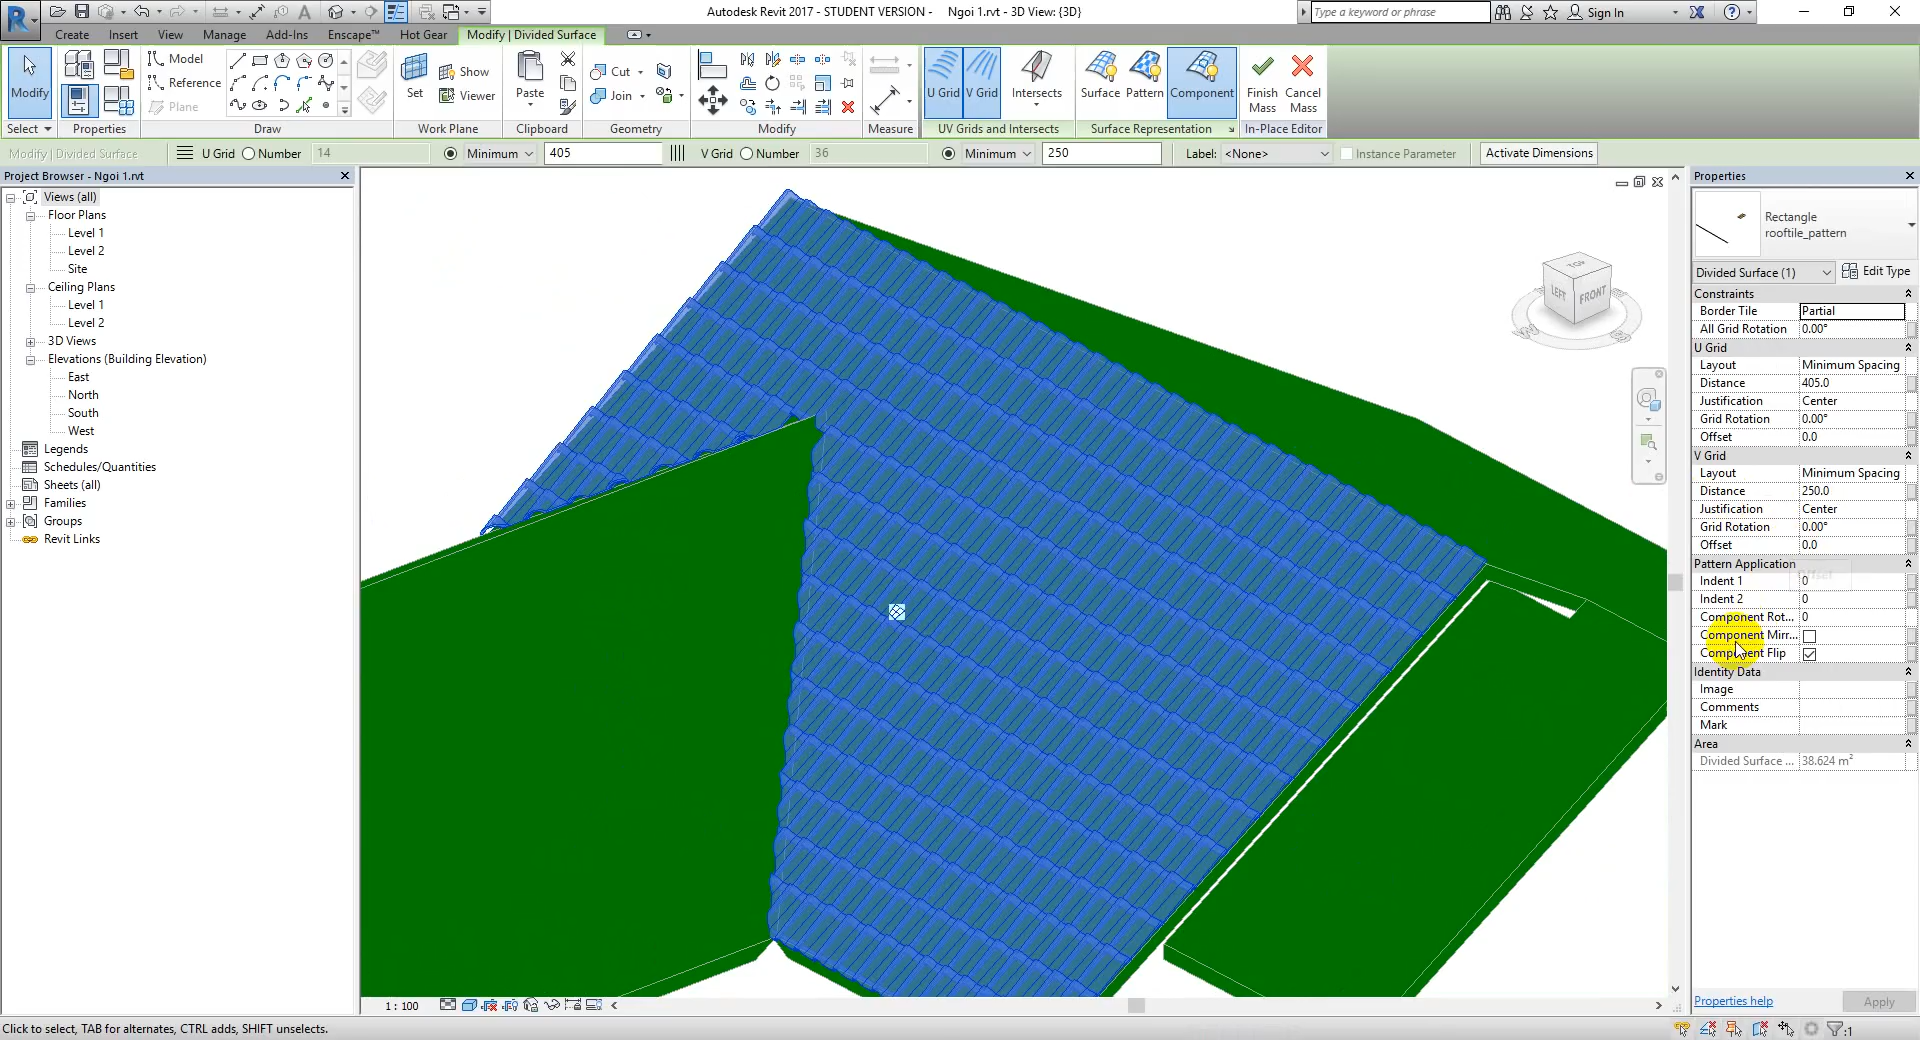 Autodesk Revit 2017 - STUDENT VERSION - Ngoi 1.rvt - 3D View: {3D}
Type a keyword or phrase
Sign In
Create Insert View Manage Add-Ins Enscape™ Hot Gear Modify | Divided Surface
Modify
Select
Properties
Model
Reference
Plane
Draw
Set
Show
Viewer
Work Plane
Paste
Clipboard
Cut
Join
Geometry
Modify
Measure
U Grid V Grid Intersects
UV Grids and Intersects
Surface Pattern Component
Surface Representation
Finish Mass
Cancel Mass
In-Place Editor
Modify | Divided Surface U Grid Number 14 Minimum 405 V Grid Number 36 Minimum 250 Label: <None> Instance Parameter Activate Dimensions
Project Browser - Ngoi 1.rvt
Views (all)
Floor Plans
Level 1
Level 2
Site
Ceiling Plans
Level 1
Level 2
3D Views
Elevations (Building Elevation)
East
North
South
West
Legends
Schedules/Quantities
Sheets (all)
Families
Groups
Revit Links
TOP
LEFT
FRONT
1 : 100
Properties
Rectangle
rooftile_pattern
Divided Surface (1) Edit Type
Constraints
Border Tile Partial
All Grid Rotation 0.00°
U Grid
Layout Minimum Spacing
Distance 405.0
Justification Center
Grid Rotation 0.00°
Offset 0.0
V Grid
Layout Minimum Spacing
Distance 250.0
Justification Center
Grid Rotation 0.00°
Offset 0.0
Pattern Application
Indent 1 0
Indent 2 0
Component Rot... 0
Component Mirr...
Component Flip
Identity Data
Image
Comments
Mark
Area
Divided Surface ... 38.624 m²
Properties help Apply
Click to select, TAB for alternates, CTRL adds, SHIFT unselects.
:1